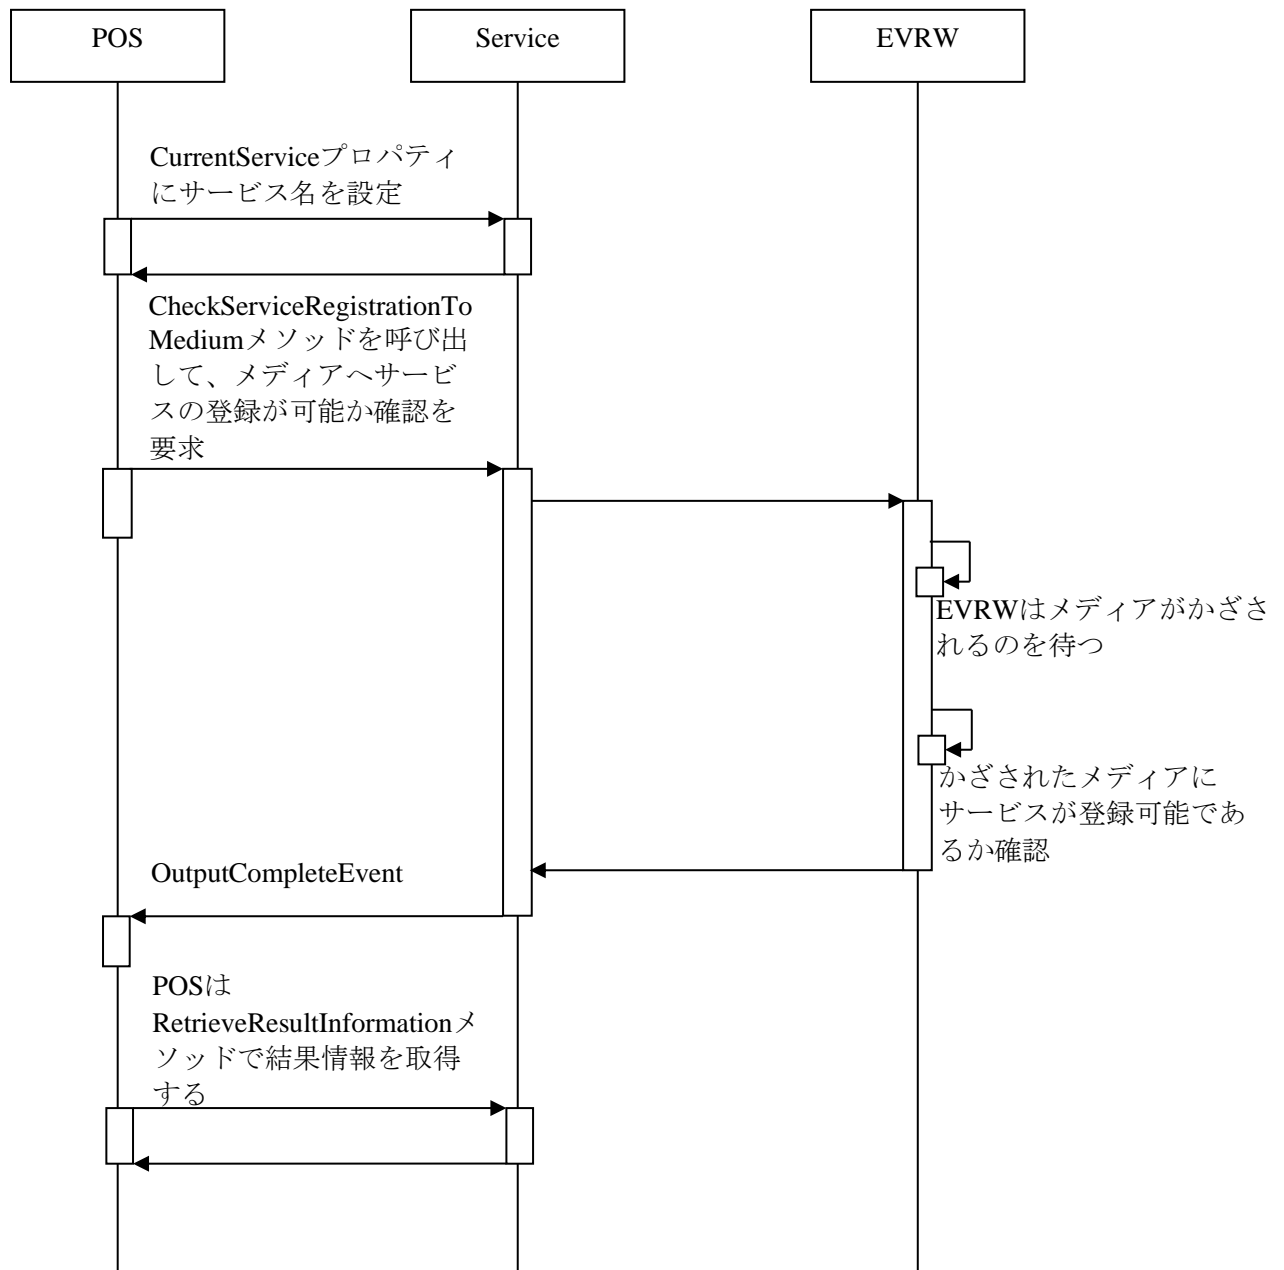 POS
Service
EVRW
CurrentServiceプロパティ
にサービス名を設定
CheckServiceRegistrationTo
Mediumメソッドを呼び出
して、メディアへサービ
スの登録が可能か確認を
要求
EVRWはメディアがかざさ
れるのを待つ
かざされたメディアに
サービスが登録可能であ
るか確認
OutputCompleteEvent
POSは
RetrieveResultInformationメ
ソッドで結果情報を取得
する